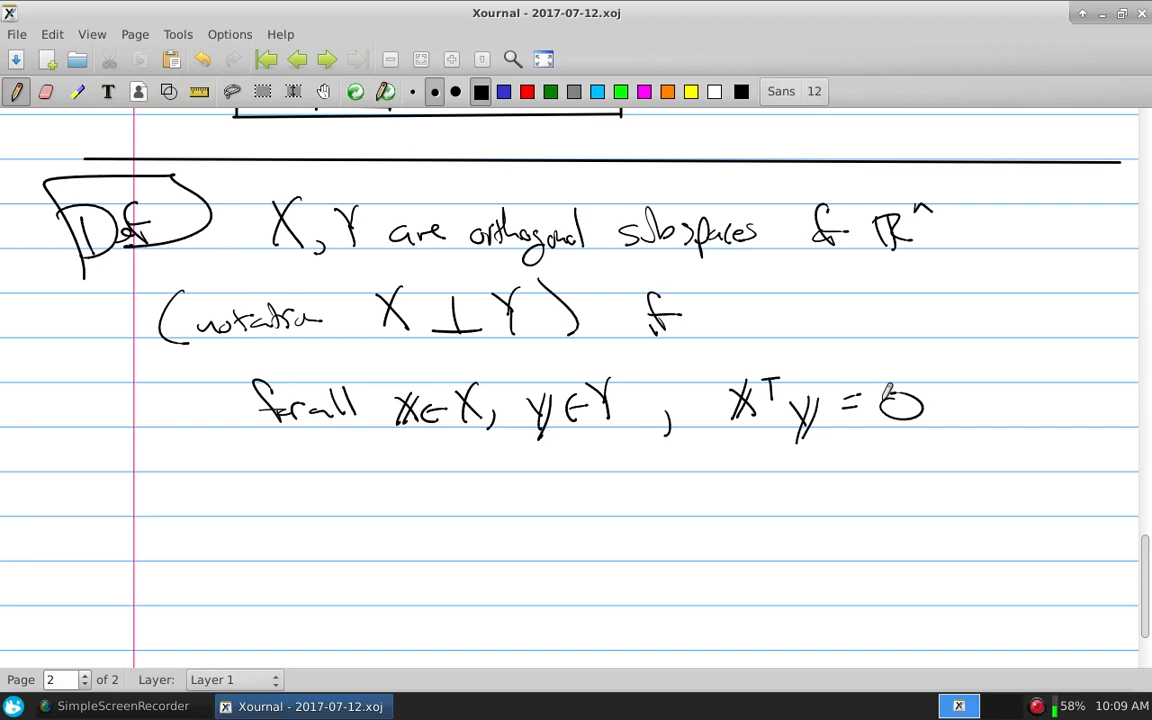 Xournal - 2017-07-12.xoj
File Edit View Page Tools Options Help
Sans 12
Def X, Y are orthogonal subspaces of ℝⁿ
(notation X ⊥ Y) if
for all x ∈ X, y ∈ Y, xᵀy = 0
Page 2 of 2 Layer: Layer 1
SimpleScreenRecorder Xournal - 2017-07-12.xoj 58% 10:09 AM